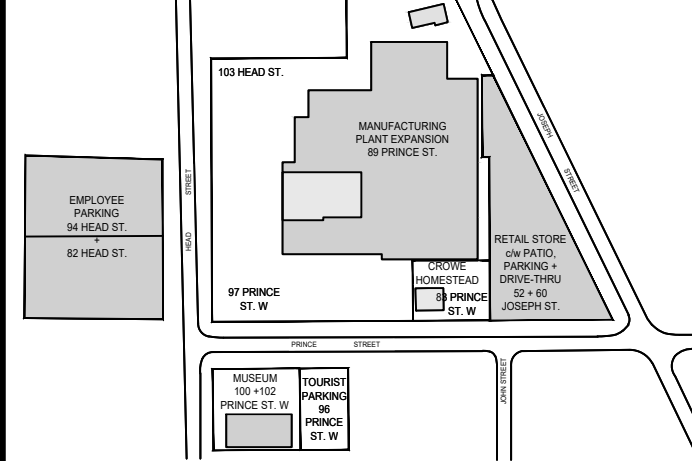 103 HEAD ST.
MANUFACTURING
PLANT EXPANSION
89 PRINCE ST.
JOSEPH STREET
EMPLOYEE
PARKING
94 HEAD ST.
+
82 HEAD ST.
HEAD STREET
RETAIL STORE
c/w PATIO,
PARKING +
DRIVE-THRU
52 + 60
JOSEPH ST.
CROWE
HOMESTEAD
83 PRINCE
ST. W
97 PRINCE
ST. W
PRINCE STREET
MUSEUM
100 +102
PRINCE ST. W
TOURIST
PARKING
96
PRINCE
ST. W
JOHN STREET